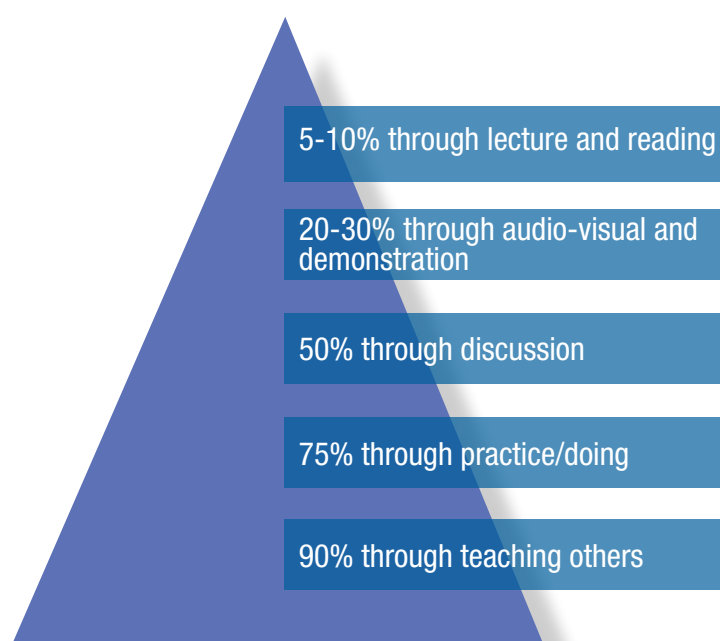 5-10% through lecture and reading
20-30% through audio-visual and
demonstration
50% through discussion
75% through practice/doing
90% through teaching others